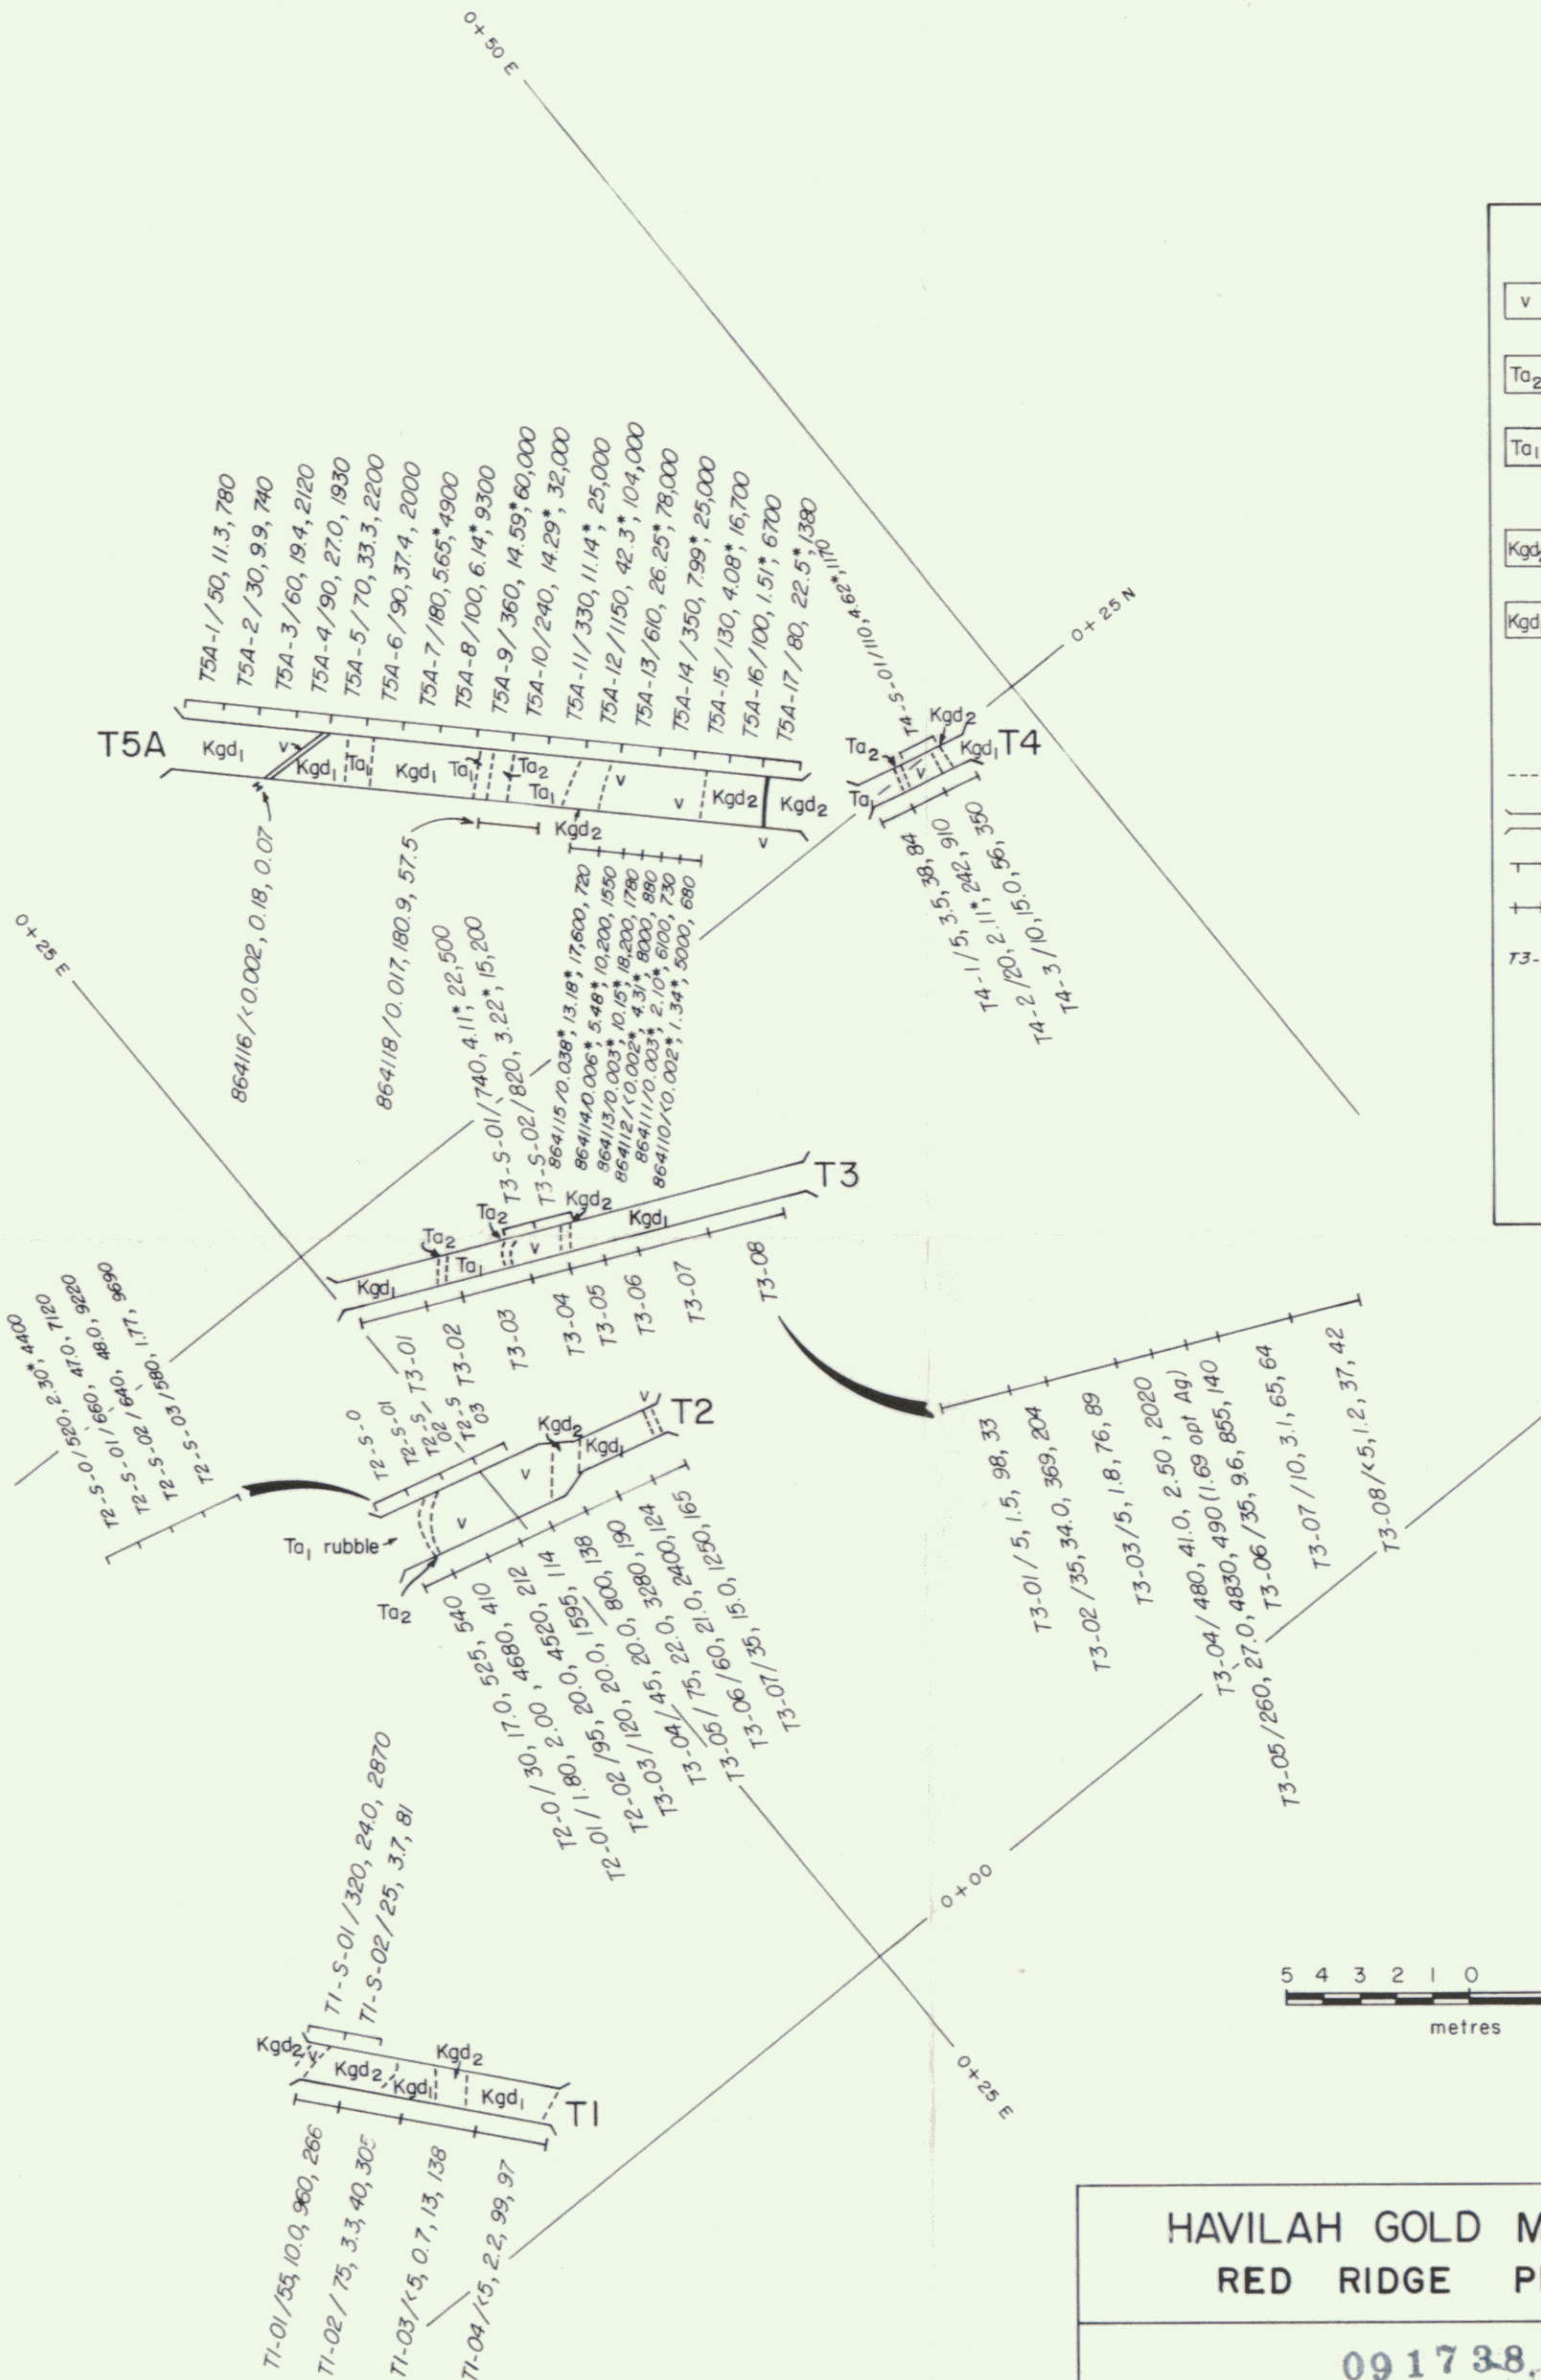 0+50 E
T5A-1/50, 11.3, 780
T5A-2/30, 9.9, 740
T5A-3/60, 19.4, 2120
T5A-4/90, 27.0, 1930
T5A-5/70, 33.3, 2200
T5A-6/90, 37.4, 2000
T5A-7/180, 5.65*, 4900
T5A-8/100, 6.14*, 9300
T5A-9/360, 14.59*, 60,000
T5A-10/240, 14.29*, 32,000
T5A-11/330, 11.14*, 25,000
T5A-12/1150, 42.3*, 104,000
T5A-13/610, 26.25*, 78,000
T5A-14/350, 7.99*, 25,000
T5A-15/130, 4.08*, 16,700
T5A-16/100, 1.51*, 6700
T5A-17/80, 22.5*, 1380
T4-S-01/110, 4.62*, 1170
0+25 N
T5A
Kgd1
v
Kgd1
Ta1
Kgd1
Ta1
Ta2
Ta1
v
v
Kgd2
Kgd2
Kgd2
v
Ta2
Kgd2
Kgd1
T4
Ta1
v
T4-1/5, 3.5, 38, 84
T4-2/20, 2.11*, 242, 910
T4-3/10, 15.0, 56, 350
864116/<0.002, 0.18, 0.07
864118/0.017, 180.9, 57.5
864115/0.038*, 13.18*, 17,600, 720
864114/0.006*, 5.48*, 10,200, 1550
864113/0.003*, 10.15*, 18,200, 1780
864112/<0.002*, 4.31*, 8000, 880
864111/0.003*, 2.10*, 6100, 730
864110/<0.002*, 1.34*, 5000, 680
0+25 E
T3-S-01/740, 4.11*, 22,500
T3-S-02/820, 3.22*, 15,200
T3
Kgd1
Ta2
Ta1
Ta2
v
Kgd2
Kgd1
T3-01
T3-02
T3-03
T3-04
T3-05
T3-06
T3-07
T3-08
T2-S-0/520, 2.30*, 4400
T2-S-01/660, 47.0, 7120
T2-S-02/640, 48.0, 9220
T2-S-03/580, 1.77, 9690
T2-S-0
T2-S-01
T2-S-02
T2-S-03
T2
v
Kgd2
Kgd1
v
v
Ta1 rubble
Ta2
T2-0/30, 17.0, 525, 540
T2-01/1.80, 2.00, 4680, 212
T2-02/95, 20.0, 4520, 114
T3-03/120, 20.0, 1595, 138
T3-04/45, 20.0, 800, 190
T3-05/75, 22.0, 3280, 124
T3-06/60, 21.0, 2400, 165
T3-07/35, 15.0, 1250
T3-01/5, 1.5, 98, 33
T3-02/35, 34.0, 369, 204
T3-03/5, 1.8, 76, 89
T3-04/480, 41.0, 2.50, 2020
T3-05/260, 27.0, 4830, 490 (1.69 opt Ag)
T3-06/35, 9.6, 855, 140
T3-07/10, 3.1, 65, 64
T3-08/<5, 1.2, 37, 42
0+00
0+25 E
T1-S-01/320, 24.0, 2870
T1-S-02/25, 3.7, 81
Kgd2
v
Kgd2
Kgd1
Kgd2
Kgd1
T1
T1-01/55, 10.0, 960, 266
T1-02/75, 3.3, 40, 305
T1-03/<5, 0.7, 13, 138
T1-04/<5, 2.2, 99, 97
v
Ta2
Ta1
Kgd
Kgd
T3-
5 4 3 2 1 0
metres
HAVILAH GOLD M
RED RIDGE P
091738.